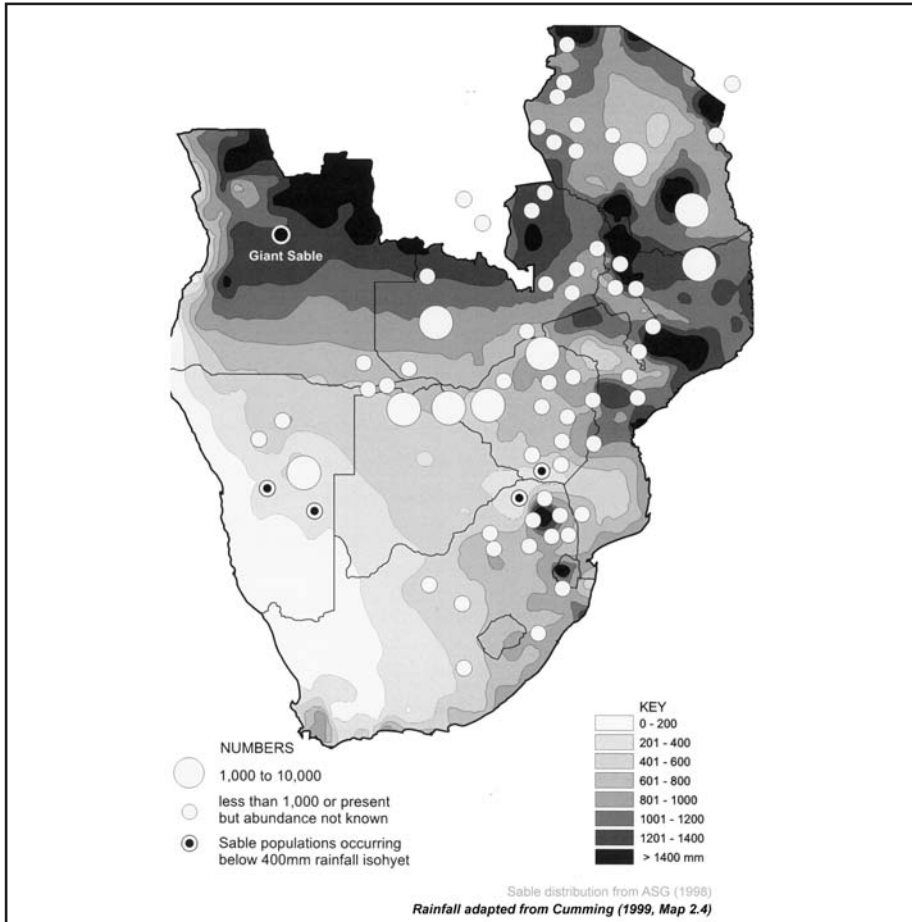 Giant Sable
NUMBERS
1,000 to 10,000
less than 1,000 or present
but abundance not known
Sable populations occurring
below 400mm rainfall isohyet
KEY
0 - 200
201 - 400
401 - 600
601 - 800
801 - 1000
1001 - 1200
1201 - 1400
> 1400 mm
Sable distribution from ASG (1998)
Rainfall adapted from Cumming (1999, Map 2.4)